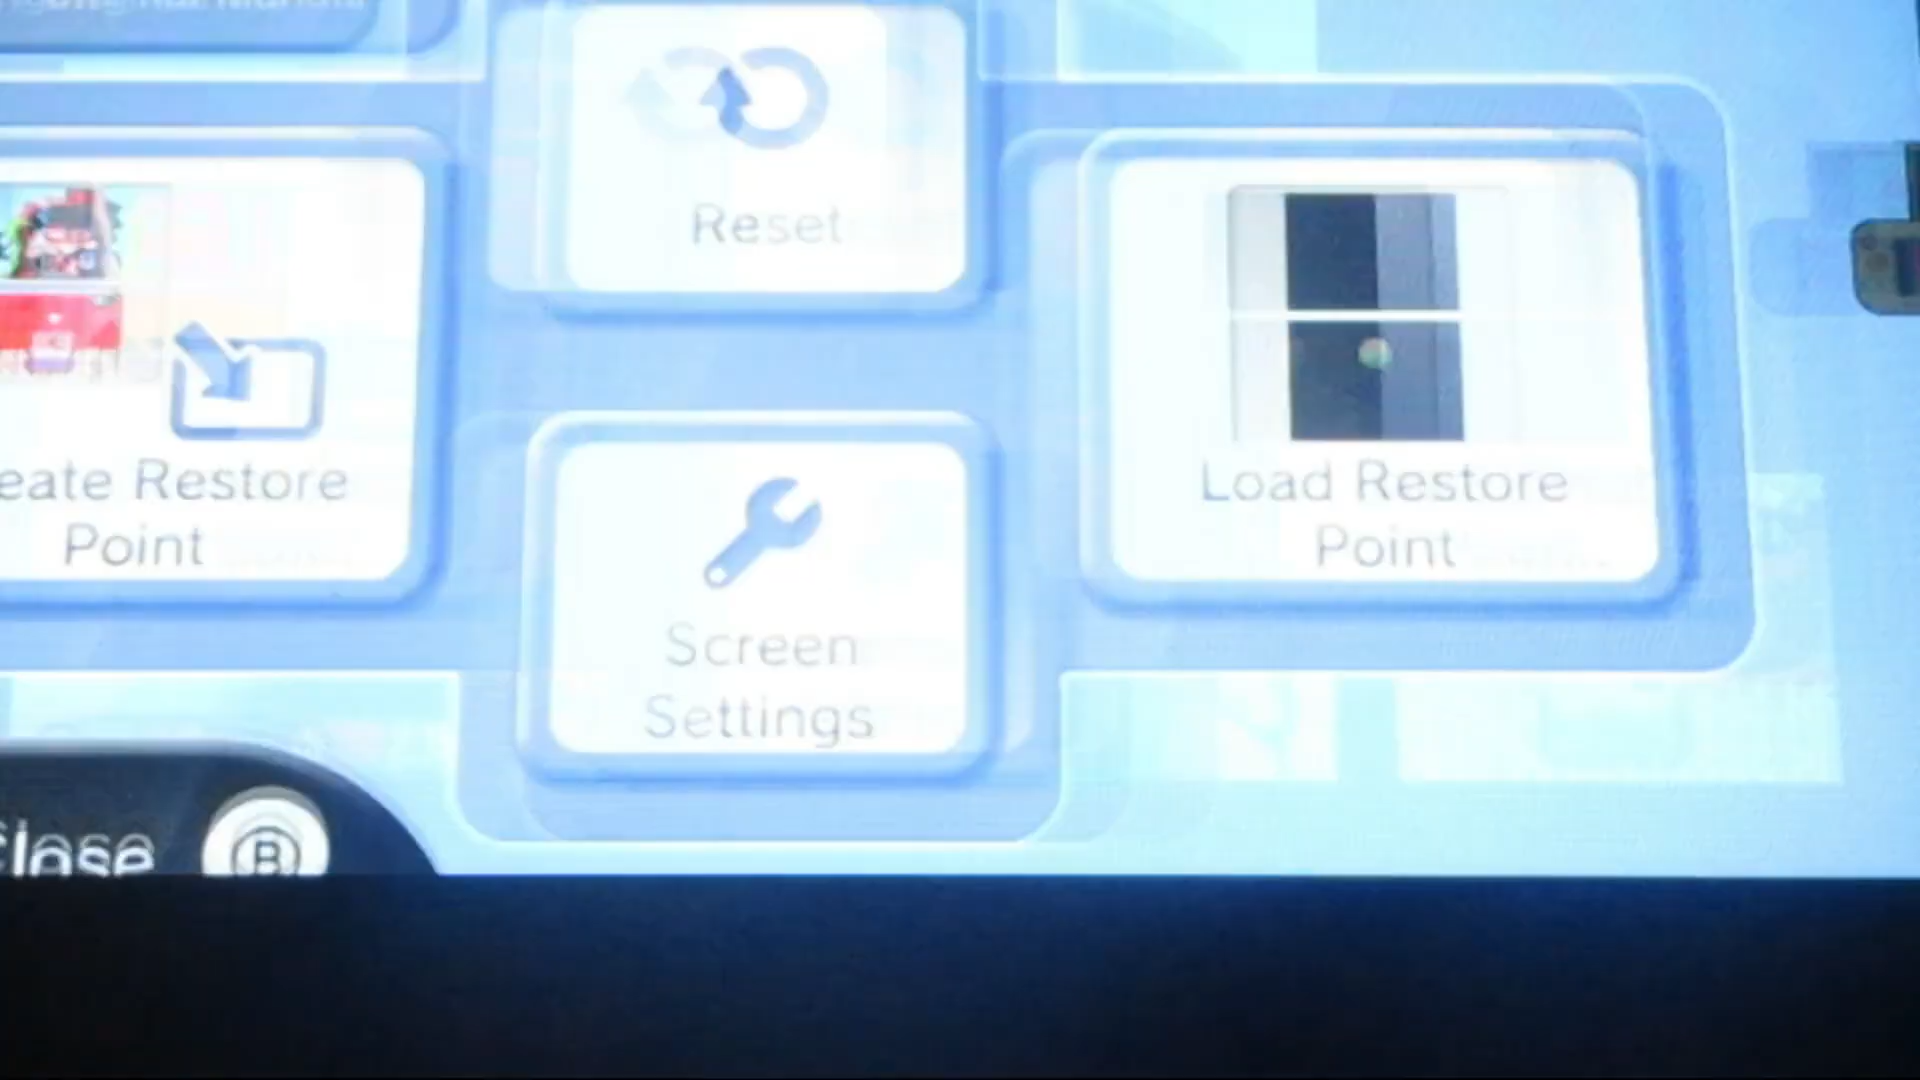 Reset
eate Restore
Point
Load Restore
Point
Screen
Settings
Close
B